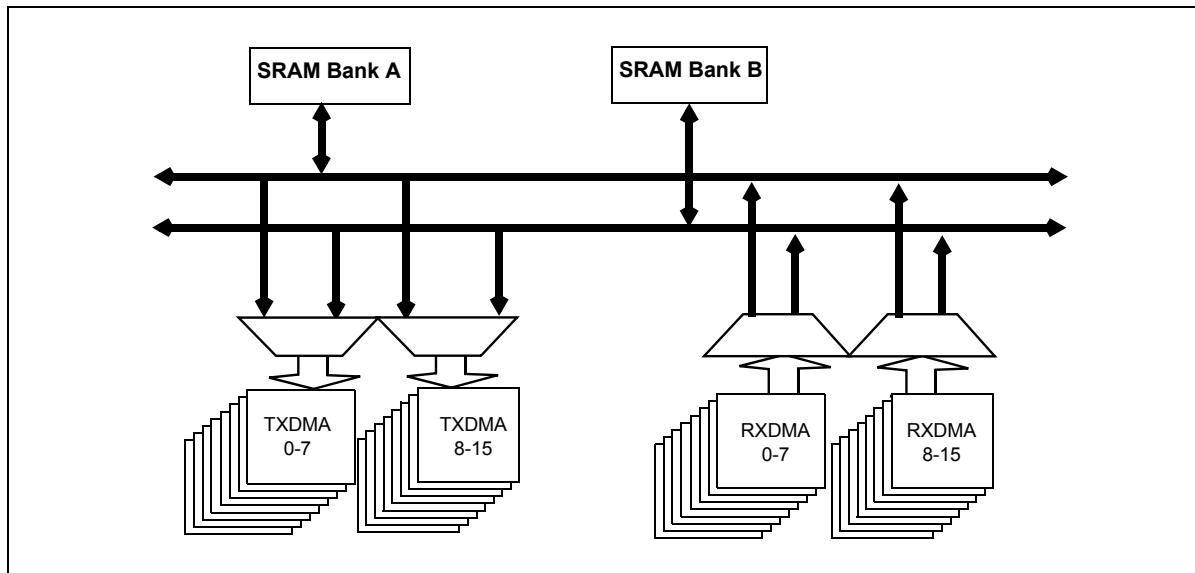 SRAM Bank A
SRAM Bank B
TXDMA
0-7
TXDMA
8-15
RXDMA
0-7
RXDMA
8-15